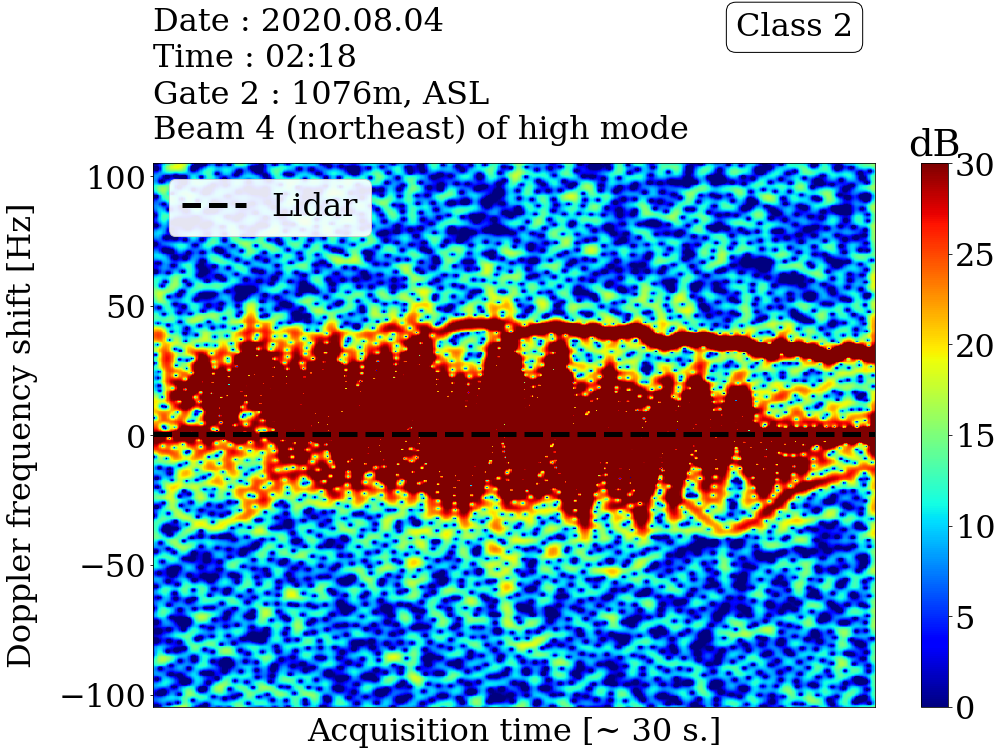 Date : 2020.08.04
Class 2
Time : 02:18
Gate 2 : 1076m, ASL
Beam 4 (northeast) of high mode
dB
Lidar
100
50
0
−50
−100
Doppler frequency shift [Hz]
Acquisition time [~ 30 s.]
30
25
20
15
10
5
0